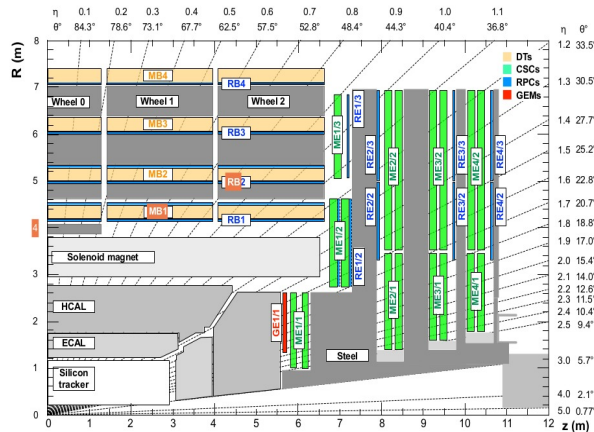 η 0.1 0.2 0.3 0.4 0.5 0.6 0.7 0.8 0.9 1.0 1.1
θ° 84.3° 78.6° 73.1° 67.7° 62.5° 57.5° 52.8° 48.4° 44.3° 40.4° 36.8° η θ°
R (m)
8 7 6 5 4 3 2 1 0
1.2 33.5°
1.3 30.5°
1.4 27.7°
1.5 25.2°
1.6 22.8°
1.7 20.7°
1.8 18.8°
1.9 17.0°
2.0 15.4°
2.1 14.0°
2.2 12.6°
2.3 11.5°
2.4 10.4°
2.5 9.4°
3.0 5.7°
4.0 2.1°
5.0 0.77°
DTs
CSCs
RPCs
GEMs
MB4
RB4
Wheel 0 Wheel 1 Wheel 2
MB3
RB3
MB2
RB2
MB1
RB1
Solenoid magnet
HCAL
ECAL
Silicon
tracker
Steel
GE1/1
ME1/1
ME1/2
ME1/3
RE1/3
RE1/2
RE2/3
RE2/2
ME2/2
ME2/1
ME3/2
ME3/1
RE3/3
RE3/2
ME4/2
ME4/1
RE4/3
RE4/2
0 1 2 3 4 5 6 7 8 9 10 11 12
z (m)